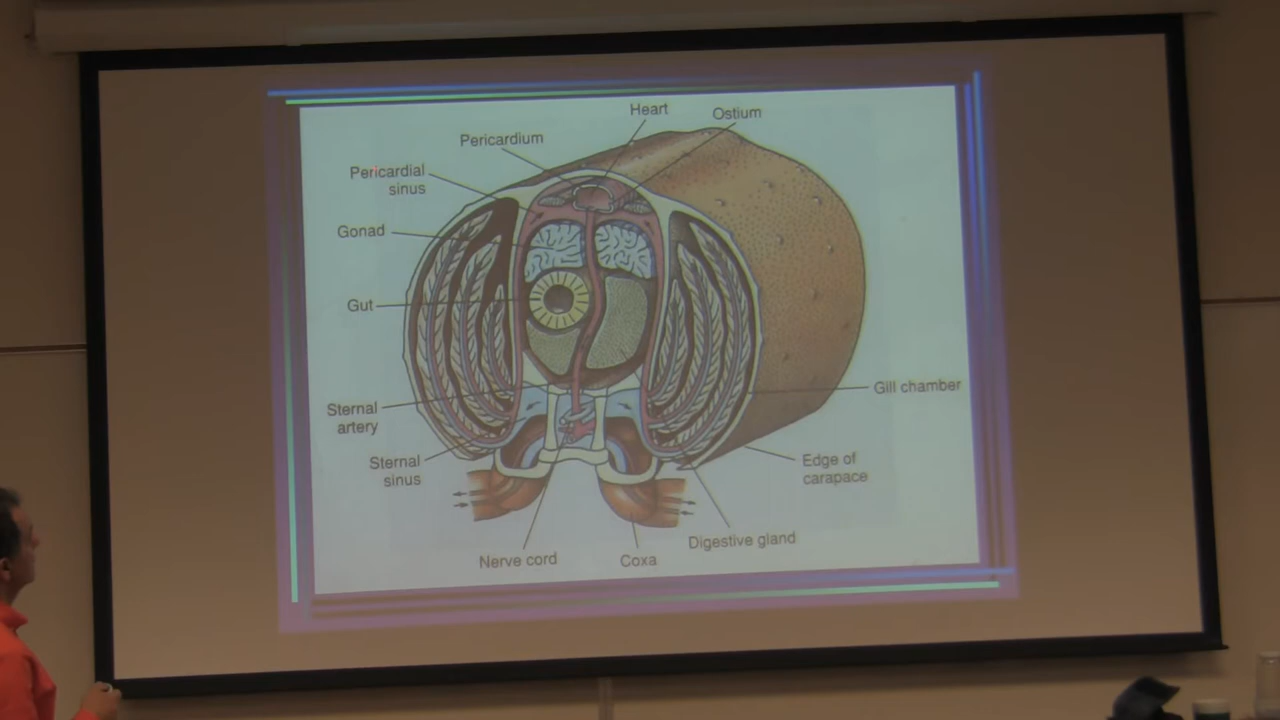 Heart
Ostium
Pericardium
Pericardial
sinus
Gonad
Gut
Gill chamber
Sternal
artery
Edge of
carapace
Sternal
sinus
Digestive gland
Nerve cord
Coxa